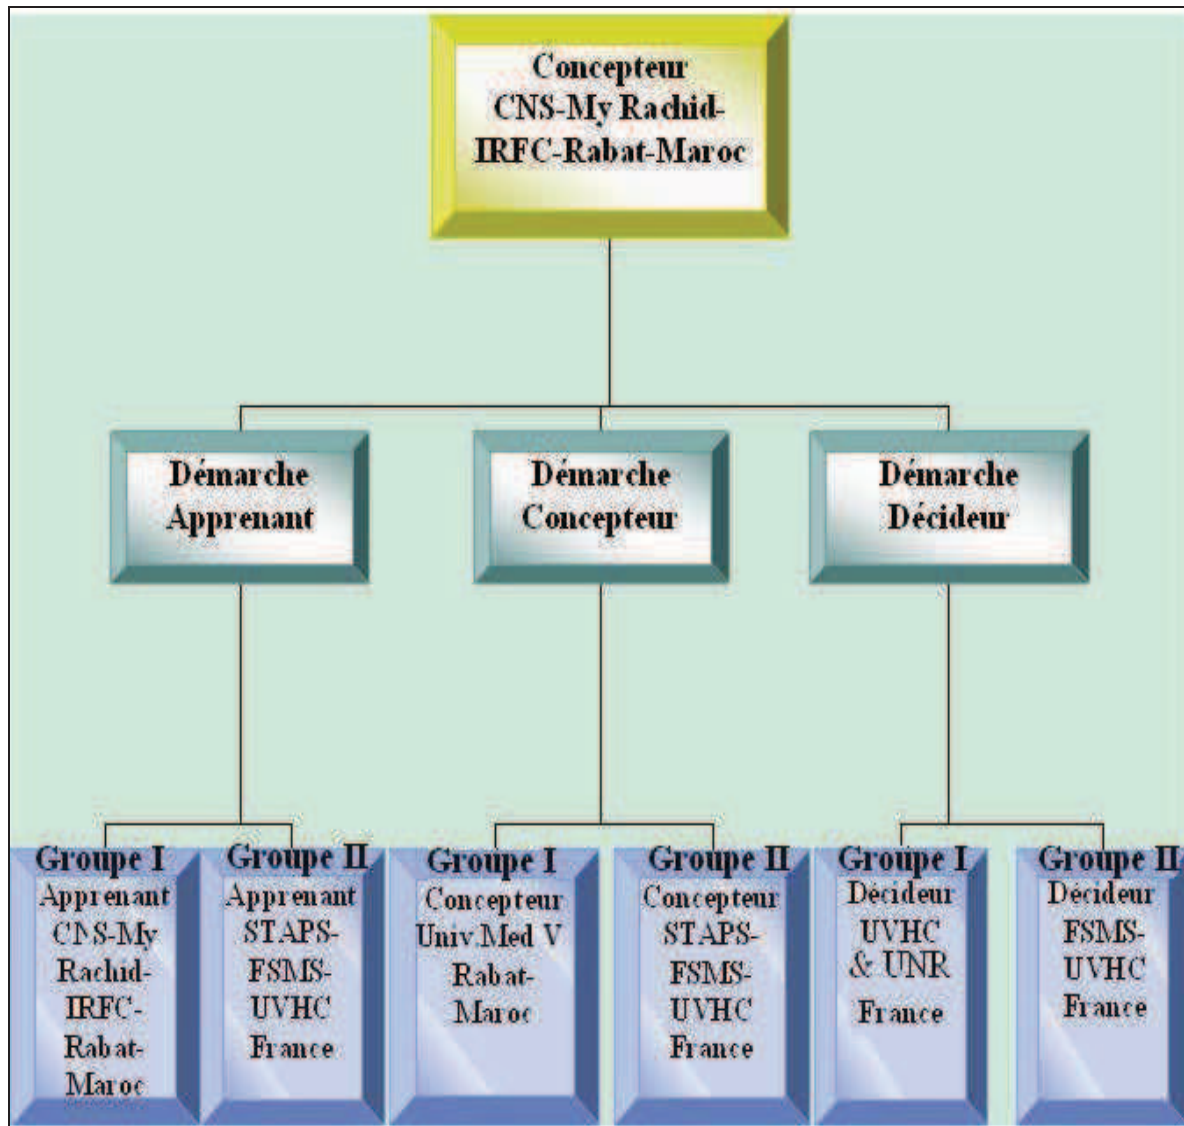 Concepteur
CNS-My Rachid-
IRFC-Rabat-Maroc
Démarche
Apprenant
Démarche
Concepteur
Démarche
Décideur
Groupe I
Apprenant
CNS-My
Rachid-
IRFC-
Rabat-
Maroc
Groupe II
Apprenant
STAPS-
FSMS-
UVHC
France
Groupe I
Concepteur
Univ.Med V
Rabat-
Maroc
Groupe II
Concepteur
STAPS-
FSMS-
UVHC
France
Groupe I
Décideur
UVHC
& UNR
France
Groupe II
Décideur
FSMS-
UVHC
France